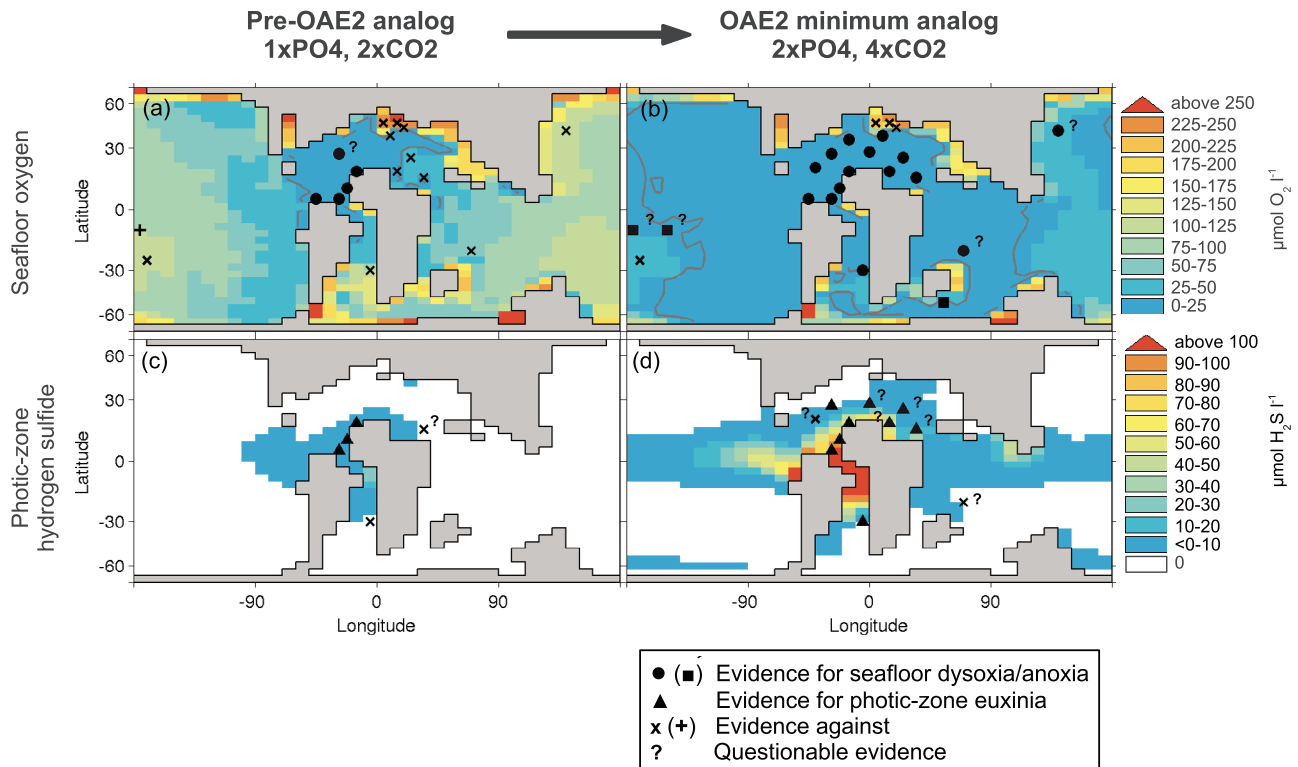 Pre-OAE2 analog
1xPO4, 2xCO2
OAE2 minimum analog
2xPO4, 4xCO2
Seafloor oxygen
Latitude
60
30
0
-30
-60
(a)
?
(b)
?
?
?
?
above 250
225-250
200-225
175-200
150-175
125-150
100-125
75-100
50-75
25-50
0-25
µmol O2 l-1
Photic-zone
hydrogen sulfide
Latitude
60
30
0
-30
-60
(c)
?
(d)
?
?
?
?
?
?
above 100
90-100
80-90
70-80
60-70
50-60
40-50
30-40
20-30
10-20
<0-10
0
µmol H2S l-1
-90 0 90
Longitude
-90 0 90
Longitude
(■) Evidence for seafloor dysoxia/anoxia
Evidence for photic-zone euxinia
x (+) Evidence against
? Questionable evidence